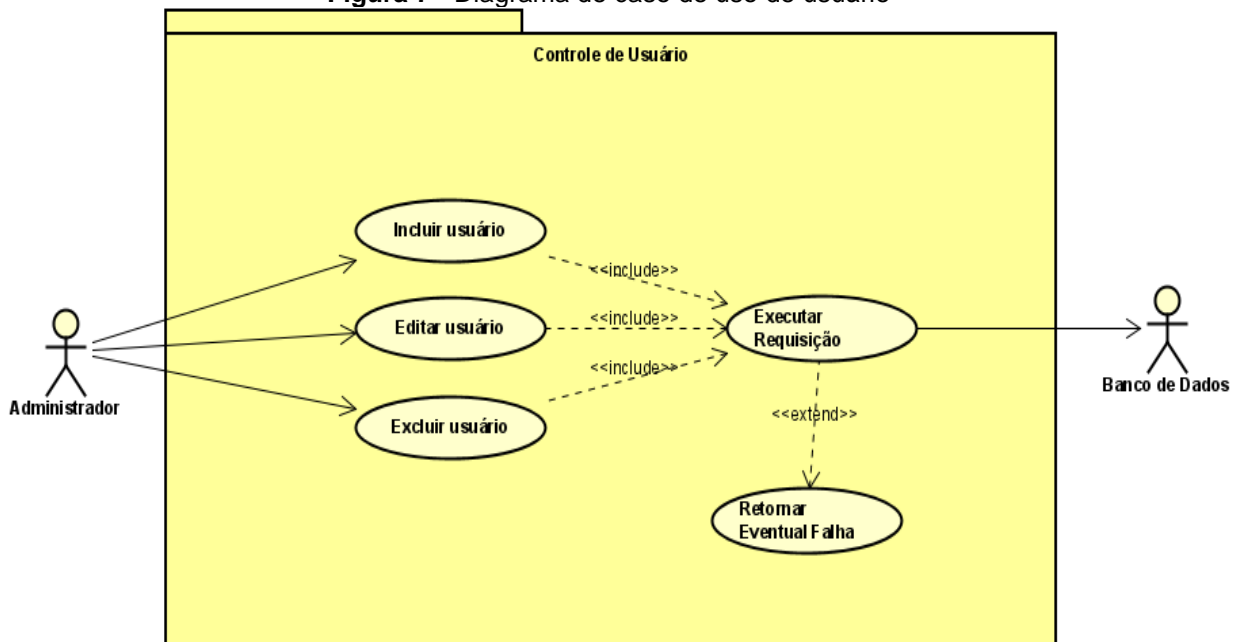 Diagrama de caso de uso de usuário
Controle de Usuário
Incluir usuário
<<include>>
Editar usuário
<<include>>
Executar
Requisição
<<include>>
Excluir usuário
Administrador
Banco de Dados
<<extend>>
Retornar
Eventual Falha